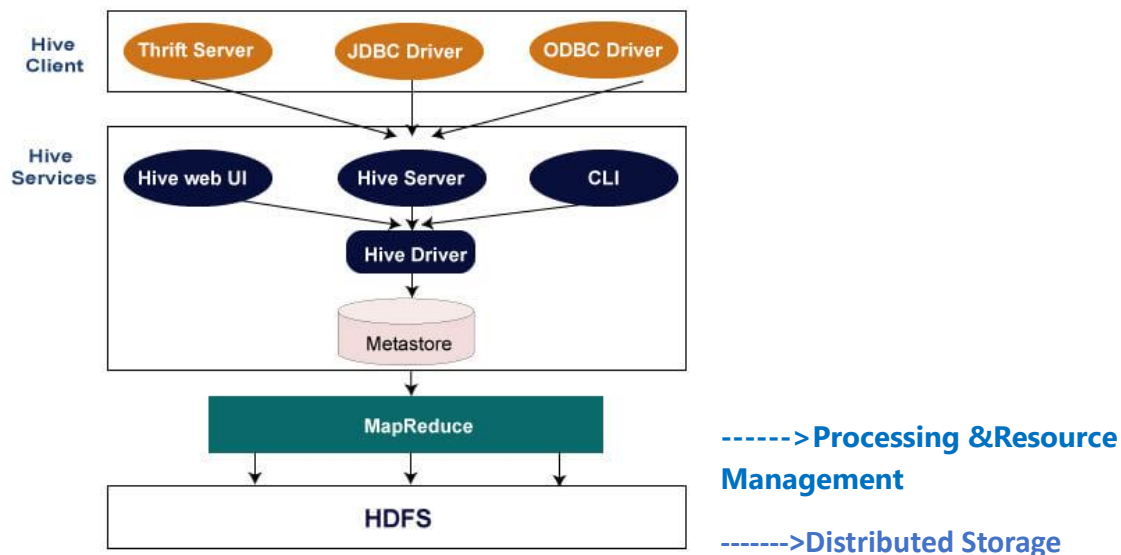 Hive
Client
Thrift Server
JDBC Driver
ODBC Driver
Hive
Services
Hive web UI
Hive Server
CLI
Hive Driver
Metastore
MapReduce
------>Processing &Resource
Management
HDFS
------->Distributed Storage